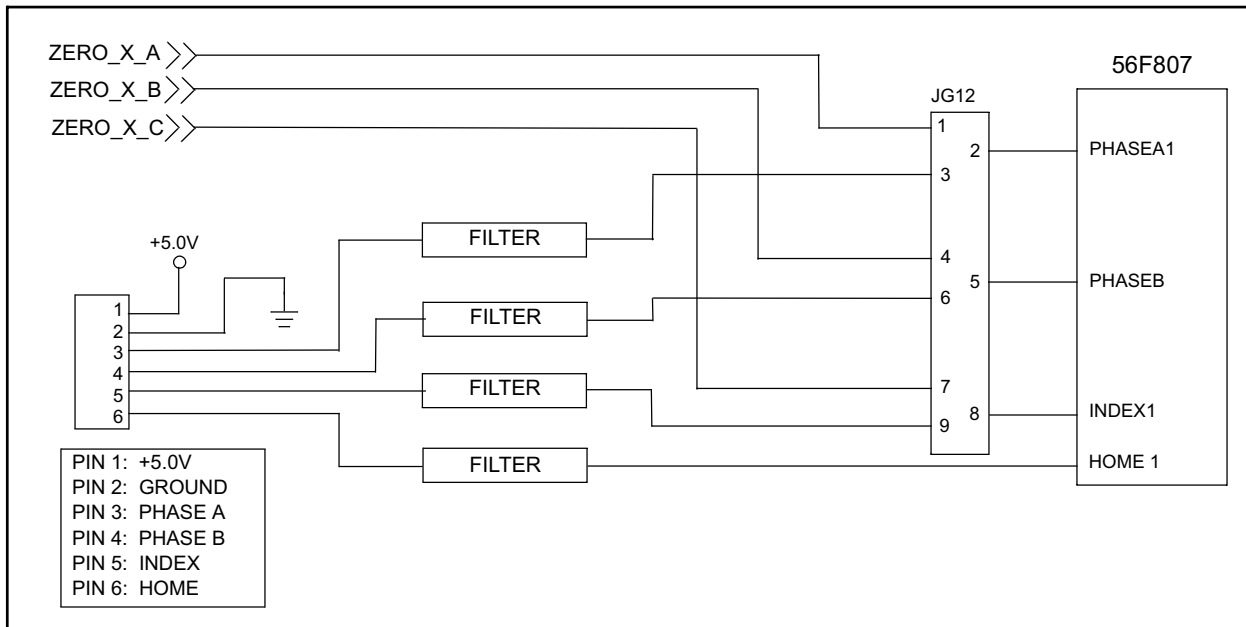 ZERO_X_A
ZERO_X_B
ZERO_X_C
56F807
JG12
1
2
3
4
5
6
7
8
9
PHASEA1
PHASEB
INDEX1
HOME 1
FILTER
FILTER
FILTER
FILTER
+5.0V
1
2
3
4
5
6
PIN 1: +5.0V
PIN 2: GROUND
PIN 3: PHASE A
PIN 4: PHASE B
PIN 5: INDEX
PIN 6: HOME